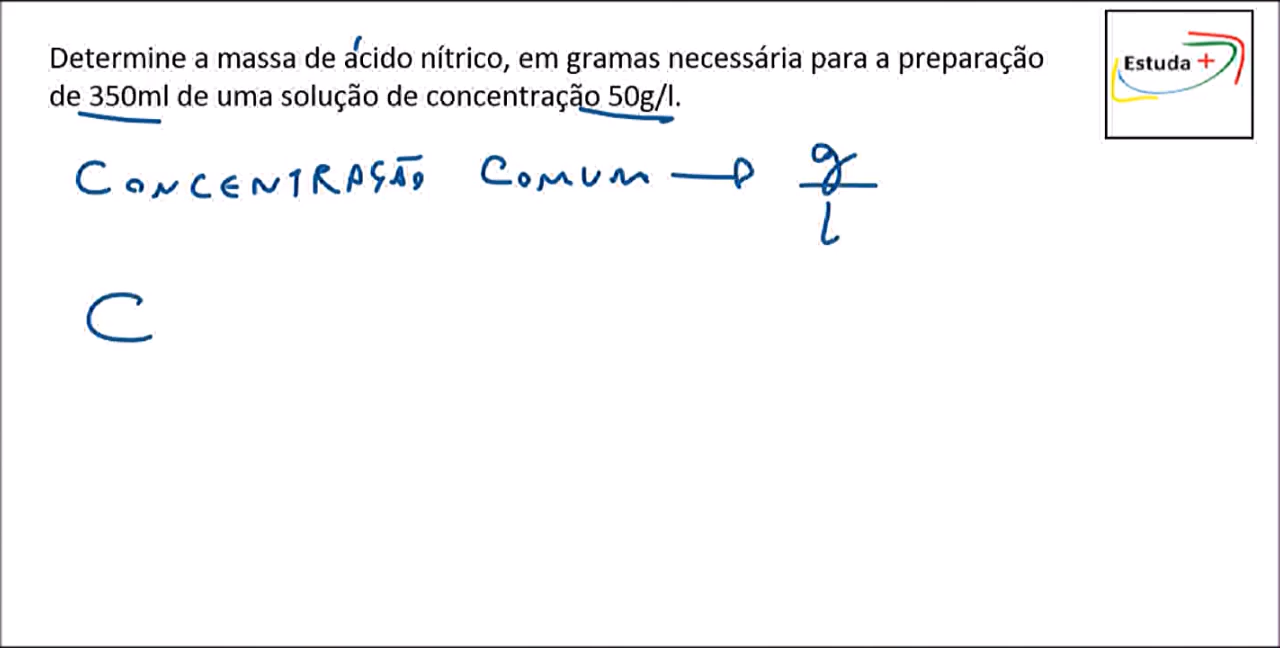 Determine a massa de ácido nítrico, em gramas necessária para a preparação
de 350ml de uma solução de concentração 50g/l.
Estuda +
CONCENTRAÇÃO COMUM → g/l
C